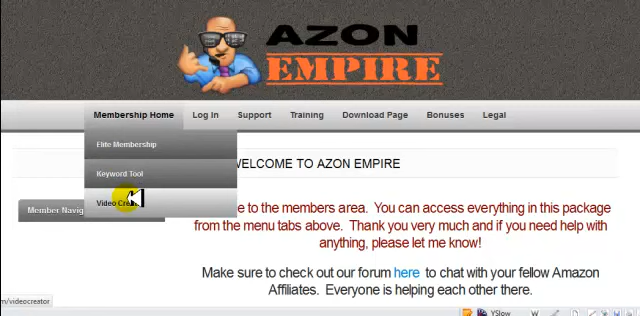 AZON
EMPIRE
Membership Home Log In Support Training Download Page Bonuses Legal
Elite Membership
Keyword Tool
Video
WELCOME TO AZON EMPIRE
Member
to the members area. You can access everything in this package
from the menu tabs above. Thank you very much and if you need help with
anything, please let me know!
Make sure to check out our forum here to chat with your fellow Amazon
Affiliates. Everyone is helping each other there.
m/videocreator
YSlow
W